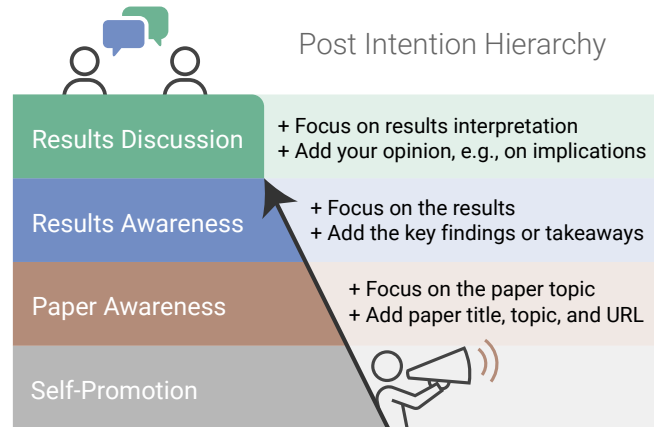 Post Intention Hierarchy
Results Discussion
+ Focus on results interpretation
+ Add your opinion, e.g., on implications
Results Awareness
+ Focus on the results
+ Add the key findings or takeaways
Paper Awareness
+ Focus on the paper topic
+ Add paper title, topic, and URL
Self-Promotion